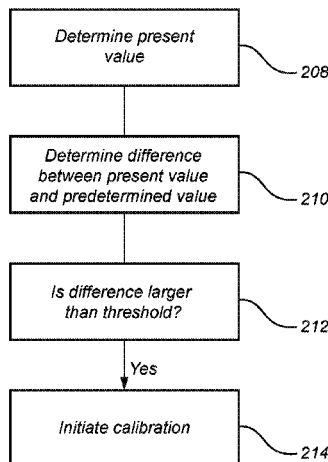 Determine present
value
208
Determine difference
between present value
and predetermined value
210
Is difference larger
than threshold?
212
Yes
Initiate calibration
214